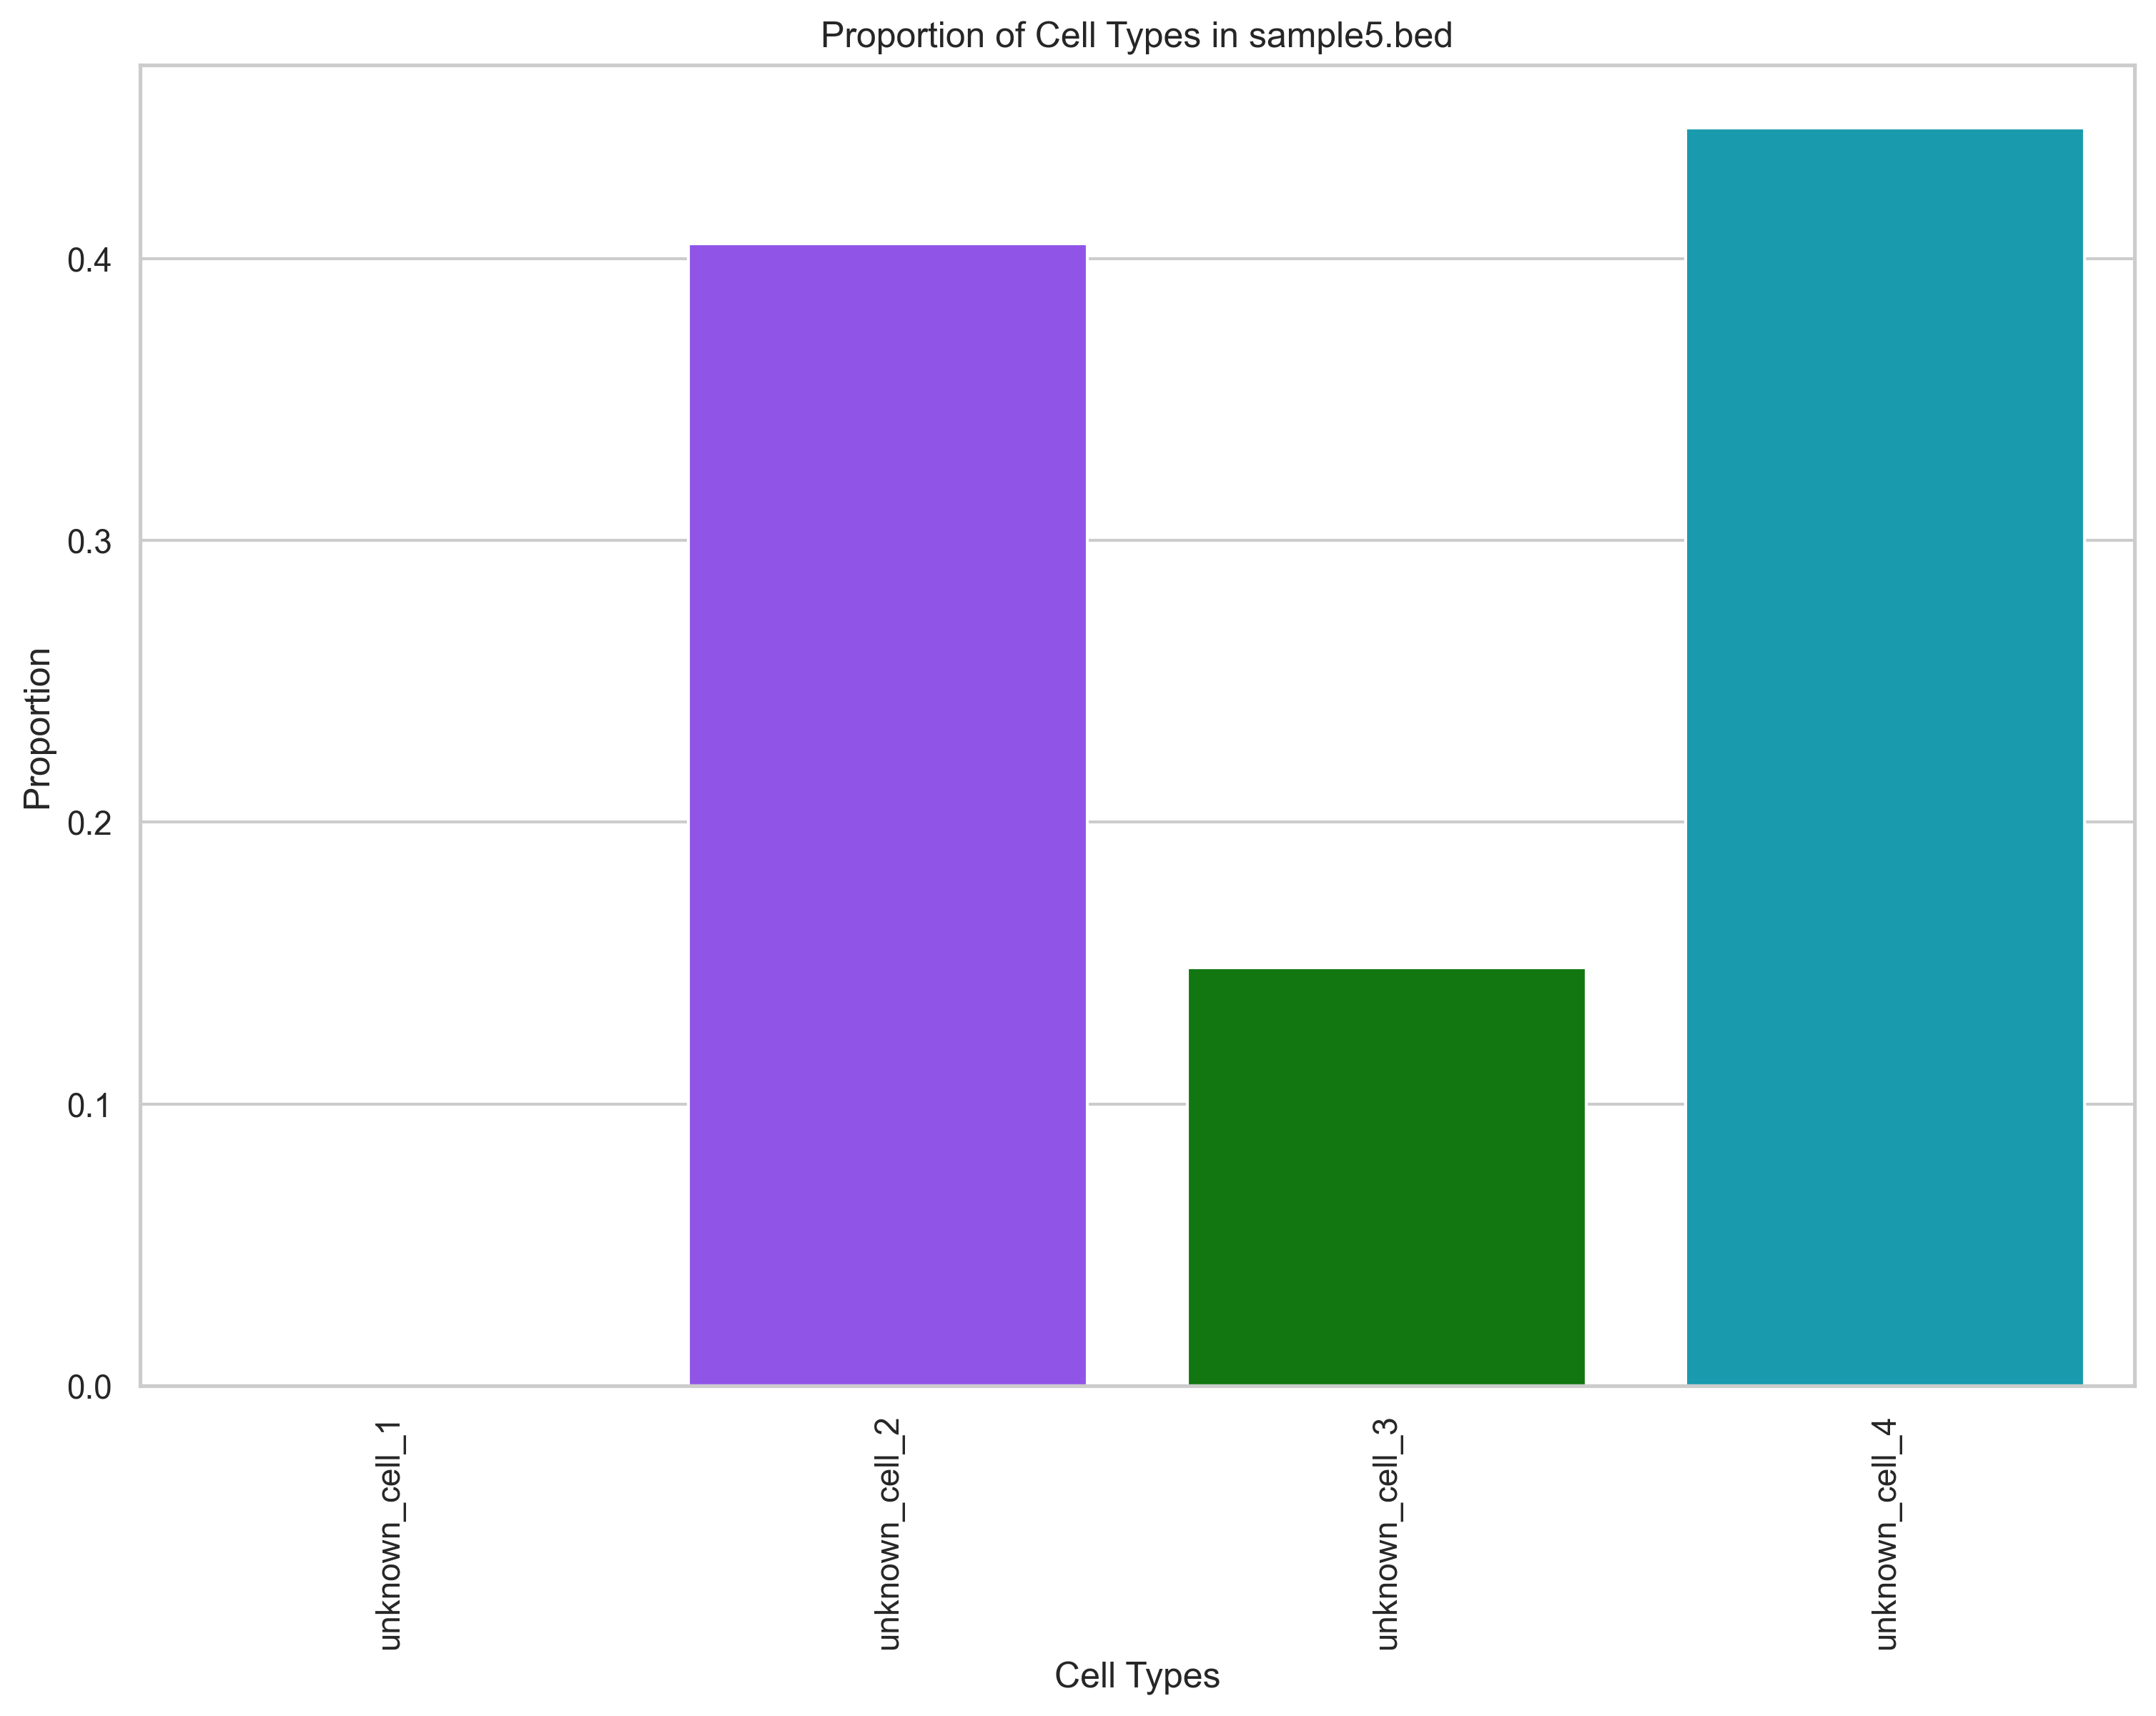 Proportion of Cell Types in sample5.bed
Proportion
0.4
0.3
0.2
0.1
0.0
unknown_cell_1
unknown_cell_2
unknown_cell_3
unknown_cell_4
Cell Types